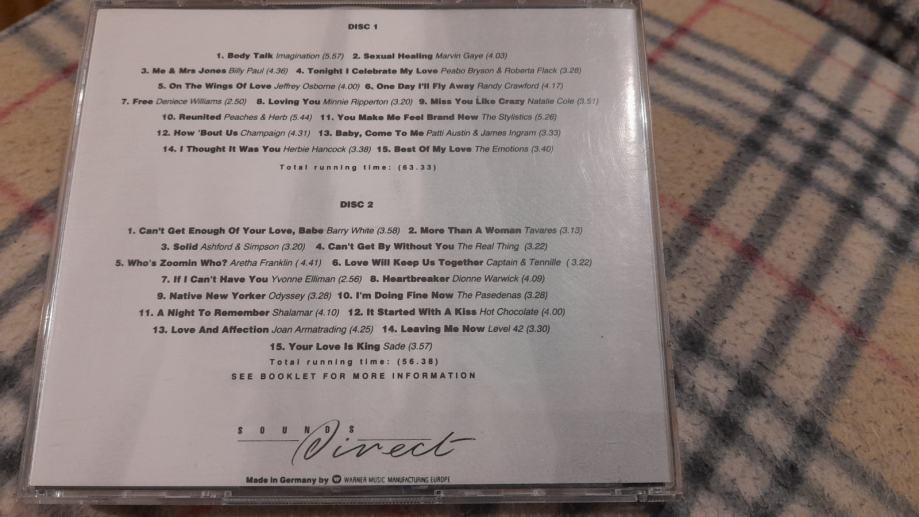 DISC 1
1. Body Talk Imagination (5.57) 2. Sexual Healing Marvin Gaye (4.03)
3. Me & Mrs Jones Billy Paul (4.36) 4. Tonight I Celebrate My Love Peabo Bryson & Roberta Flack (3.28)
5. On The Wings Of Love Jeffrey Osborne (4.00) 6. One Day I'll Fly Away Randy Crawford (4.17)
7. Free Deniece Williams (2.50) 8. Loving You Minnie Ripperton (3.20) 9. Miss You Like Crazy Natalie Cole (3.51)
10. Reunited Peaches & Herb (5.44) 11. You Make Me Feel Brand New The Stylistics (5.26)
12. How 'Bout Us Champaign (4.31) 13. Baby, Come To Me Patti Austin & James Ingram (3.33)
14. I Thought It Was You Herbie Hancock (3.38) 15. Best Of My Love The Emotions (3.40)
Total running time: (63.33)
DISC 2
1. Can't Get Enough Of Your Love, Babe Barry White (3.58) 2. More Than A Woman Tavares (3.13)
3. Solid Ashford & Simpson (3.20) 4. Can't Get By Without You The Real Thing (3.22)
5. Who's Zoomin Who? Aretha Franklin ( 4.41) 6. Love Will Keep Us Together Captain & Tennille ( 3.22)
7. If I Can't Have You Yvonne Elliman (2.56) 8. Heartbreaker Dionne Warwick (4.09)
9. Native New Yorker Odyssey (3.28) 10. I'm Doing Fine Now The Pasedenas (3.28)
11. A Night To Remember Shalamar (4.10) 12. It Started With A Kiss Hot Chocolate (4.00)
13. Love And Affection Joan Armatrading (4.25) 14. Leaving Me Now Level 42 (3.30)
15. Your Love Is King Sade (3.57)
Total running time: (56.38)
SEE BOOKLET FOR MORE INFORMATION
SOUNDS
Direct
Made in Germany by WARNER MUSIC MANUFACTURING EUROPE